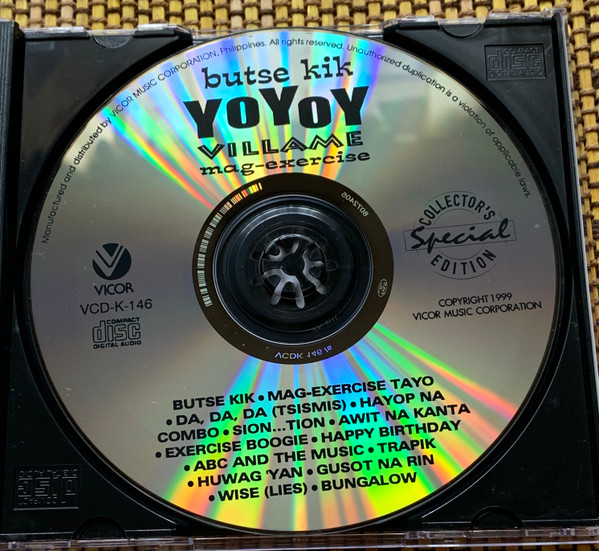 Manufactured and distributed by VICOR MUSIC CORPORATION, Philippines. All rights reserved. Unauthorized duplication is a violation of applicable laws.
butse kik
YOYOY
VILLAME
mag-exercise
COLLECTOR'S
Special
EDITION
VICOR
VCD-K-146
COMPACT
disc
DIGITAL AUDIO
COPYRIGHT 1999
VICOR MUSIC CORPORATION
BUTSE KIK • MAG-EXERCISE TAYO
• DA, DA, DA (TSISMIS) • HAYOP NA
COMBO • SION...TION • AWIT NA KANTA
• EXERCISE BOOGIE • HAPPY BIRTHDAY
• ABC AND THE MUSIC • TRAPIK
• HUWAG 'YAN • GUSOT NA RIN
• WISE (LIES) • BUNGALOW